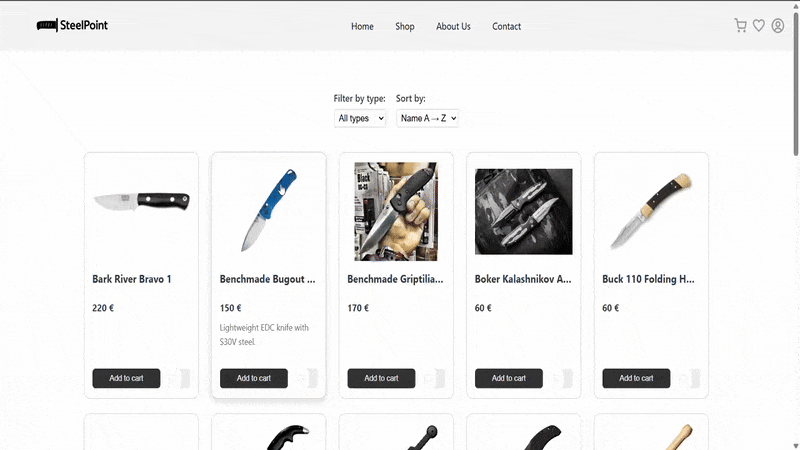 SteelPoint
Home
Shop
About Us
Contact
Filter by type:
Sort by:
All types
Name A → Z
Black
Bark River Bravo 1
Benchmade Bugout ...
Benchmade Griptilia...
Boker Kalashnikov A...
Buck 110 Folding H...
220 €
150 €
170 €
60 €
60 €
Lightweight EDC knife with
S30V steel.
Add to cart
Add to cart
Add to cart
Add to cart
Add to cart